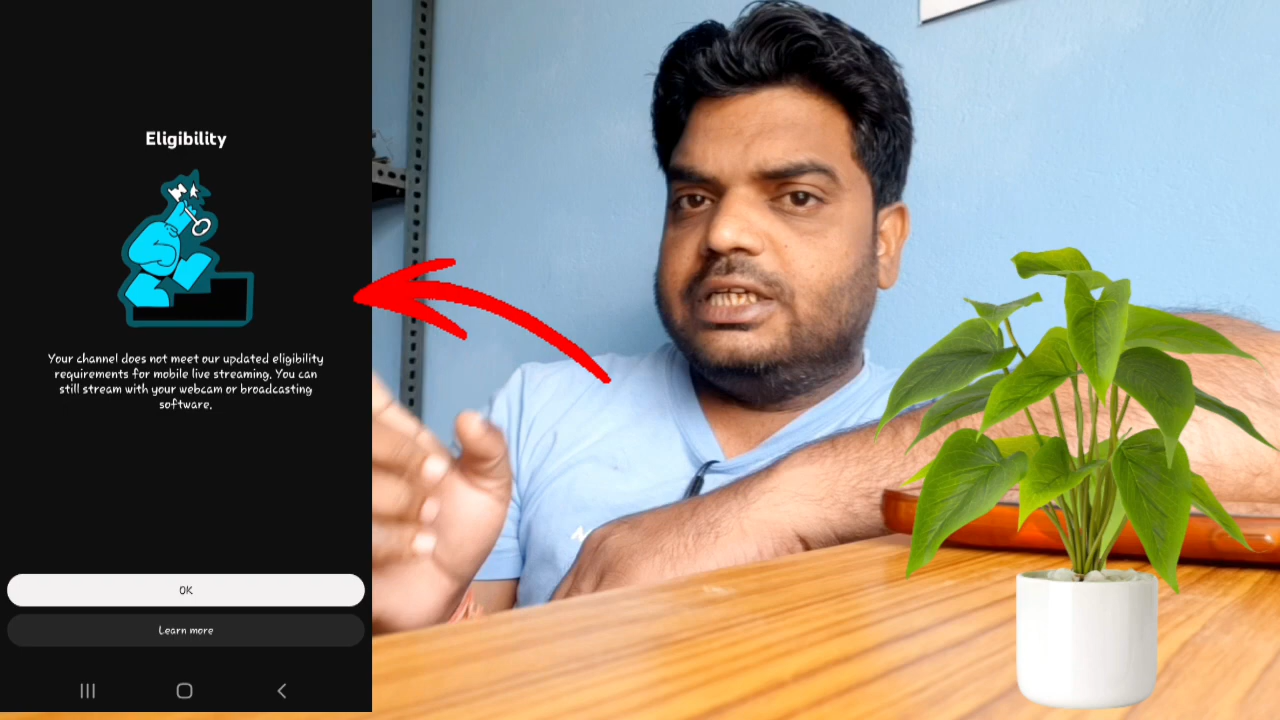 Eligibility
Your channel does not meet our updated eligibility
requirements for mobile live streaming. You can
still stream with your webcam or broadcasting
software.
OK
Learn more